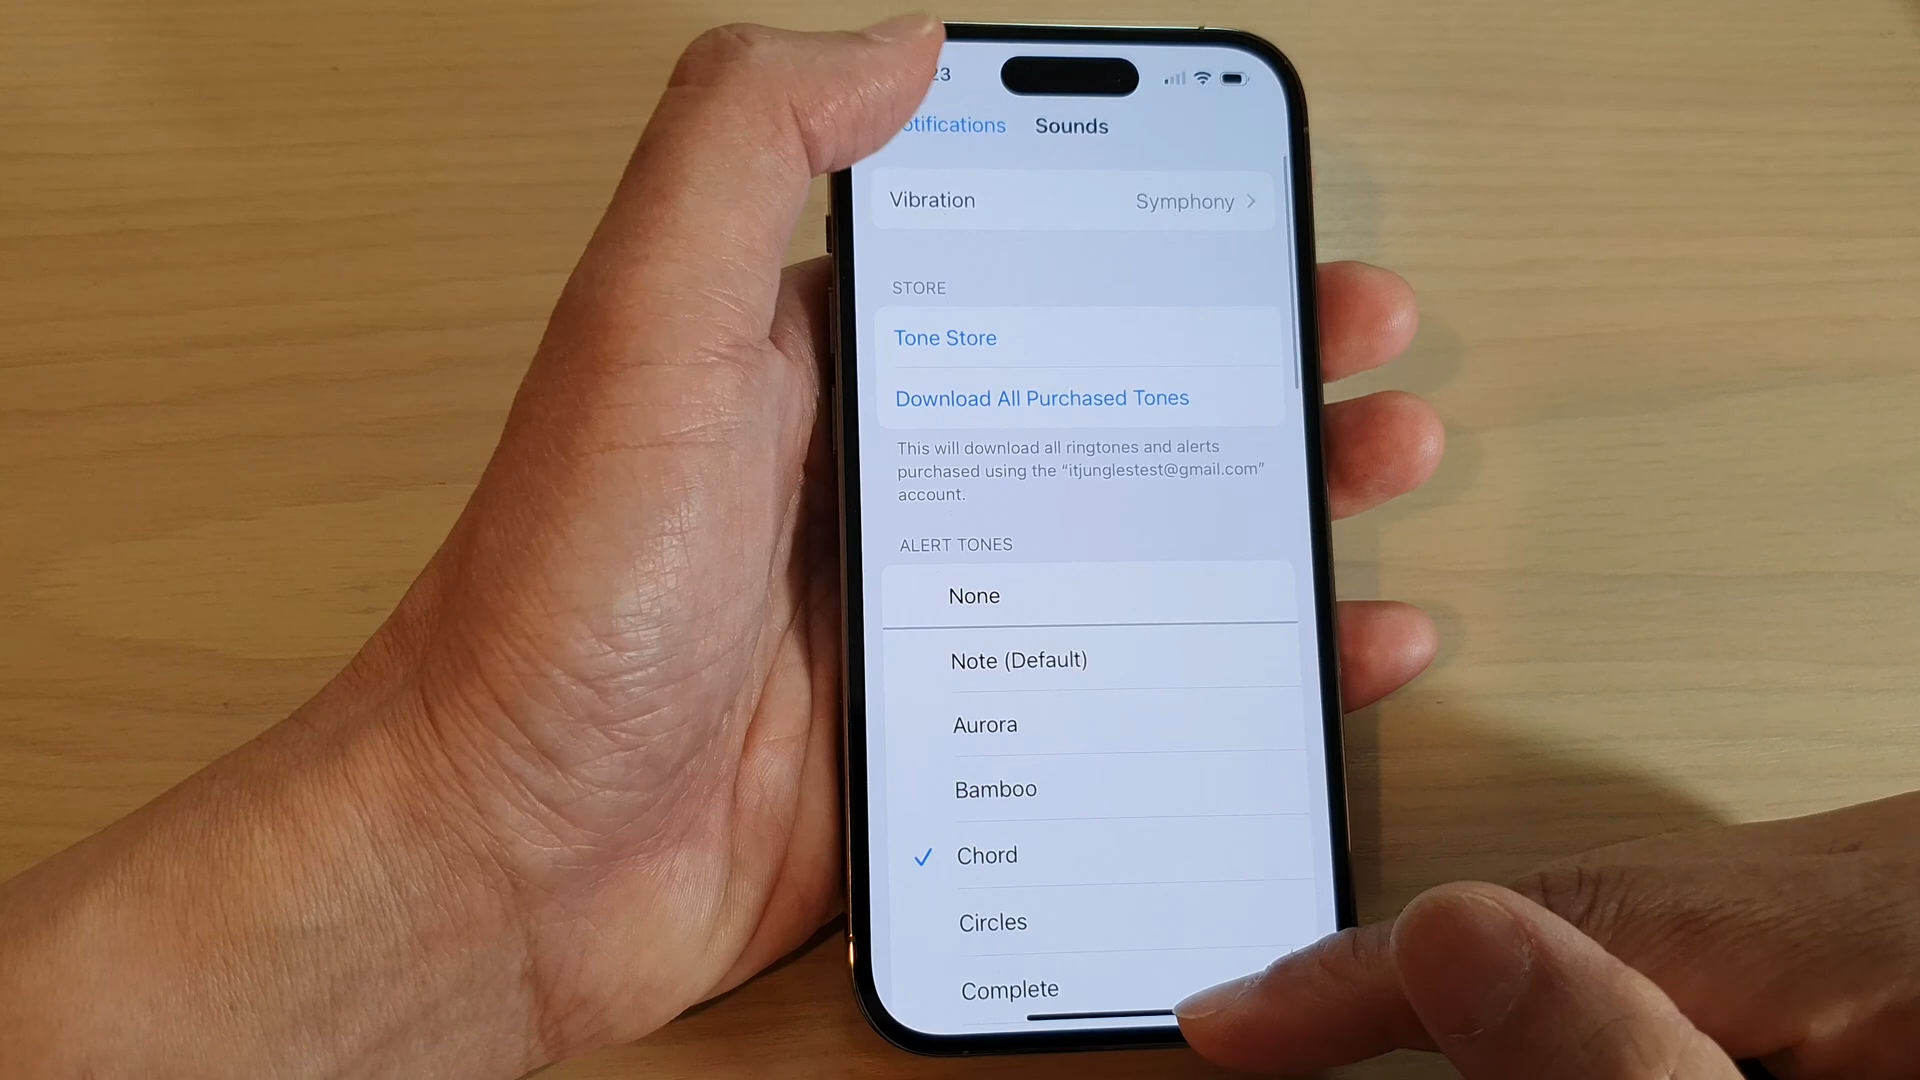 23
otifications Sounds
Vibration Symphony
STORE
Tone Store
Download All Purchased Tones
This will download all ringtones and alerts
purchased using the “itjunglestest@gmail.com”
account.
ALERT TONES
None
Note (Default)
Aurora
Bamboo
Chord
Circles
Complete